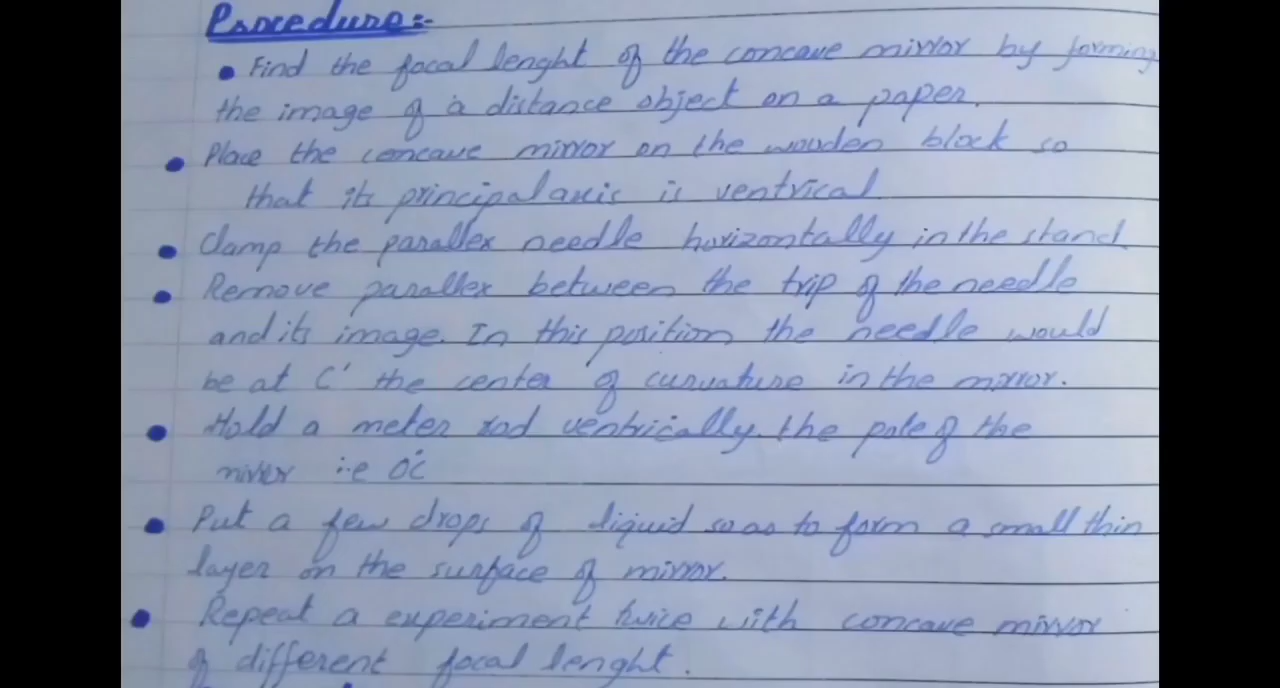 Procedure:-
• Find the focal lenght of the concave mirror by forming
the image of a distance object on a paper.
• Place the concave mirror on the wouden block so
that its principal axis is ventrical
• Clamp the parallex needle horizontally in the stand
• Remove parallex between the trip of the needle
and its image. In this position the needle would
be at C' the center of curvature in the mirror.
• Hold a meter rod ventrically. the pole of the
mirror i.e OC
• Put a few drops of liquid so as to form a small thin
layer on the surface of mirror.
• Repeat a experiment twice with concave mirror
of different focal lenght.